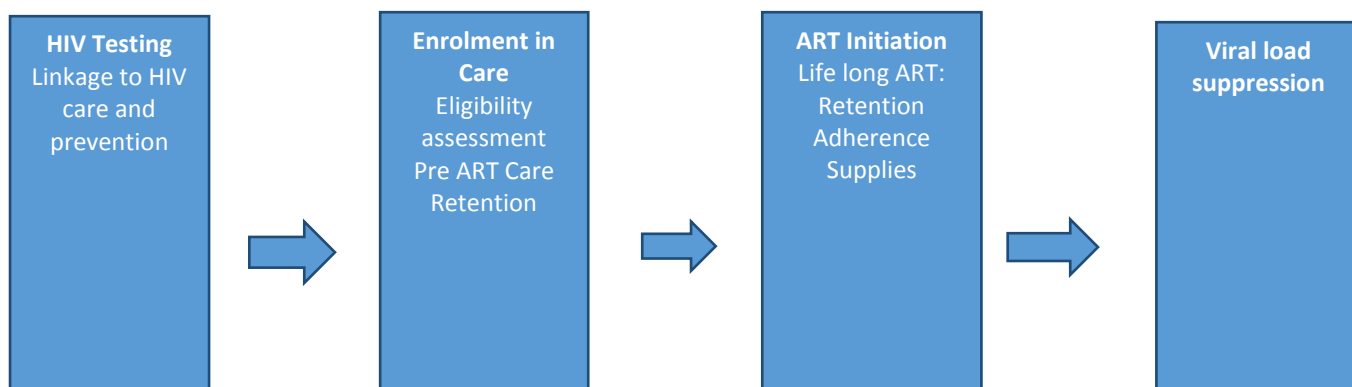 HIV Testing
Linkage to HIV
care and
prevention
Enrolment in
Care
Eligibility
assessment
Pre ART Care
Retention
ART Initiation
Life long ART:
Retention
Adherence
Supplies
Viral load
suppression